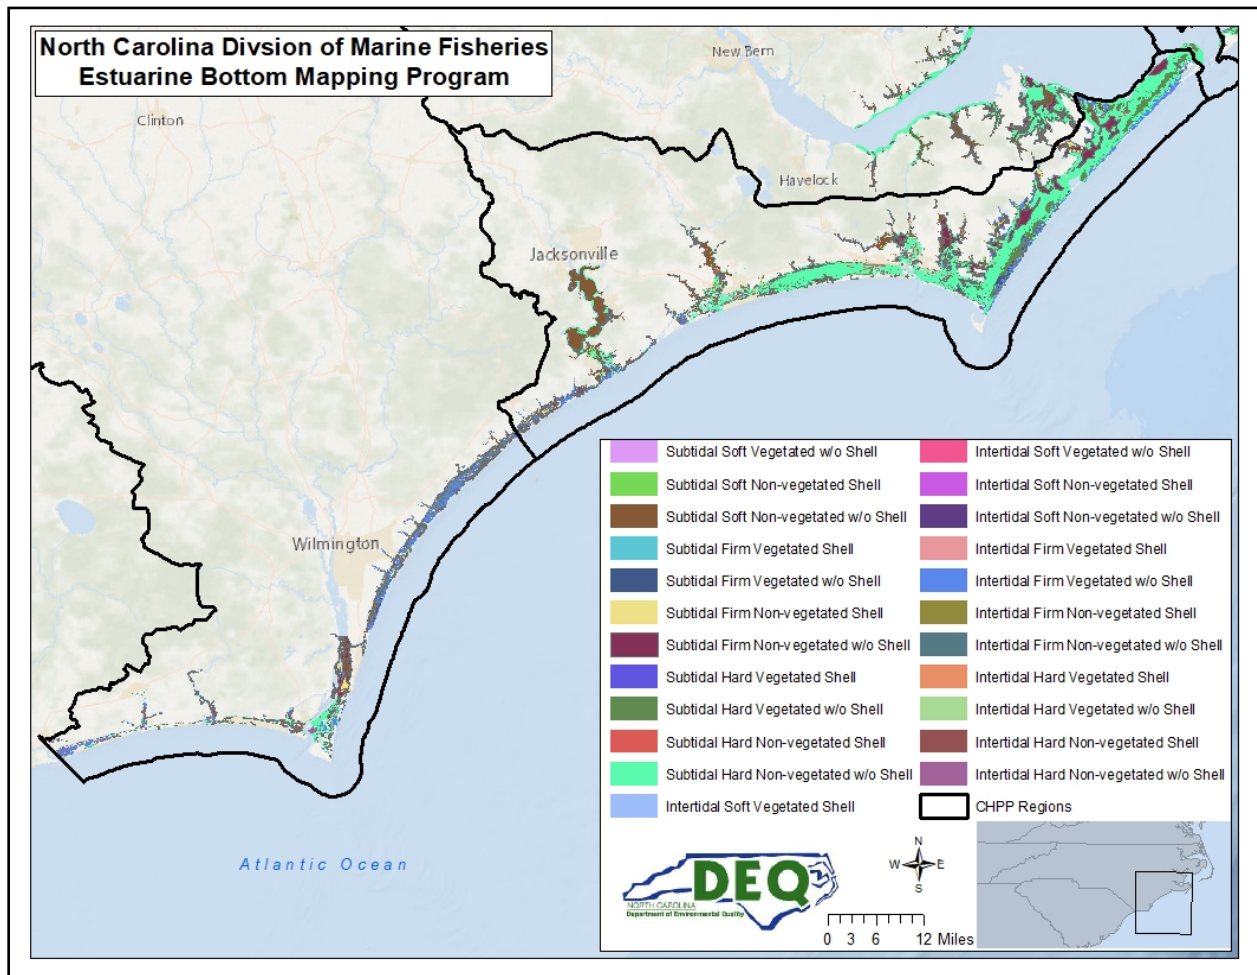 North Carolina Divsion of Marine Fisheries
Estuarine Bottom Mapping Program
New Bern
Clinton
Havelock
Jacksonville
Wilmington
Atlantic Ocean
Subtidal Soft Vegetated w/o Shell
Subtidal Soft Non-vegetated Shell
Subtidal Soft Non-vegetated w/o Shell
Subtidal Firm Vegetated Shell
Subtidal Firm Vegetated w/o Shell
Subtidal Firm Non-vegetated Shell
Subtidal Firm Non-vegetated w/o Shell
Subtidal Hard Vegetated Shell
Subtidal Hard Vegetated w/o Shell
Subtidal Hard Non-vegetated Shell
Subtidal Hard Non-vegetated w/o Shell
Intertidal Soft Vegetated Shell
Intertidal Soft Vegetated w/o Shell
Intertidal Soft Non-vegetated Shell
Intertidal Soft Non-vegetated w/o Shell
Intertidal Firm Vegetated Shell
Intertidal Firm Vegetated w/o Shell
Intertidal Firm Non-vegetated Shell
Intertidal Firm Non-vegetated w/o Shell
Intertidal Hard Vegetated Shell
Intertidal Hard Vegetated w/o Shell
Intertidal Hard Non-vegetated Shell
Intertidal Hard Non-vegetated w/o Shell
CHPP Regions
DEQ
NORTH CAROLINA
Department of Environmental Quality
N
W E
S
0 3 6 12 Miles